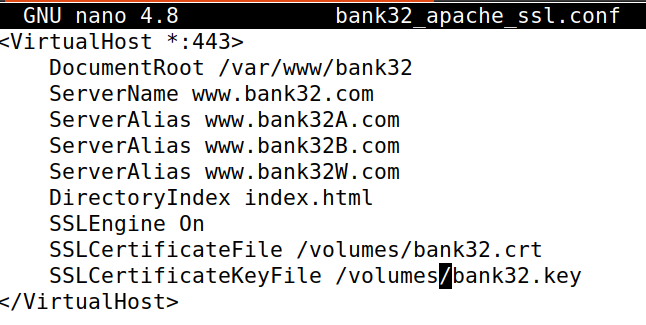 GNU nano 4.8 bank32_apache_ssl.conf
<VirtualHost *:443>
DocumentRoot /var/www/bank32
ServerName www.bank32.com
ServerAlias www.bank32A.com
ServerAlias www.bank32B.com
ServerAlias www.bank32W.com
DirectoryIndex index.html
SSLEngine On
SSLCertificateFile /volumes/bank32.crt
SSLCertificateKeyFile /volumes/bank32.key
</VirtualHost>